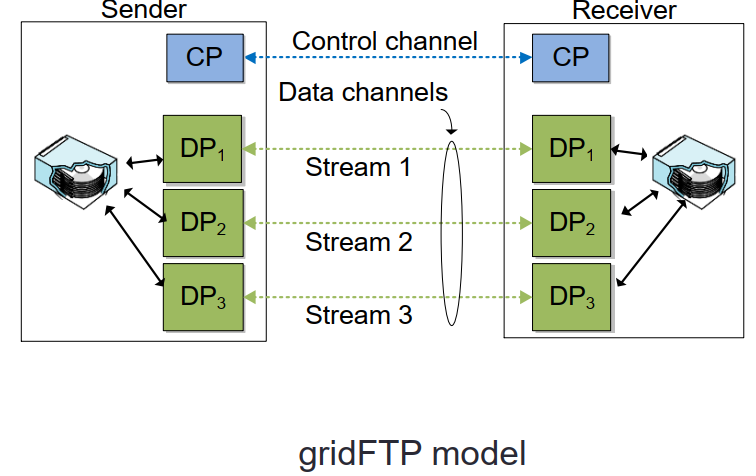 Sender
Receiver
CP
Control channel
CP
Data channels
DP₁
Stream 1
DP₁
DP₂
Stream 2
DP₂
DP₃
Stream 3
DP₃
gridFTP model